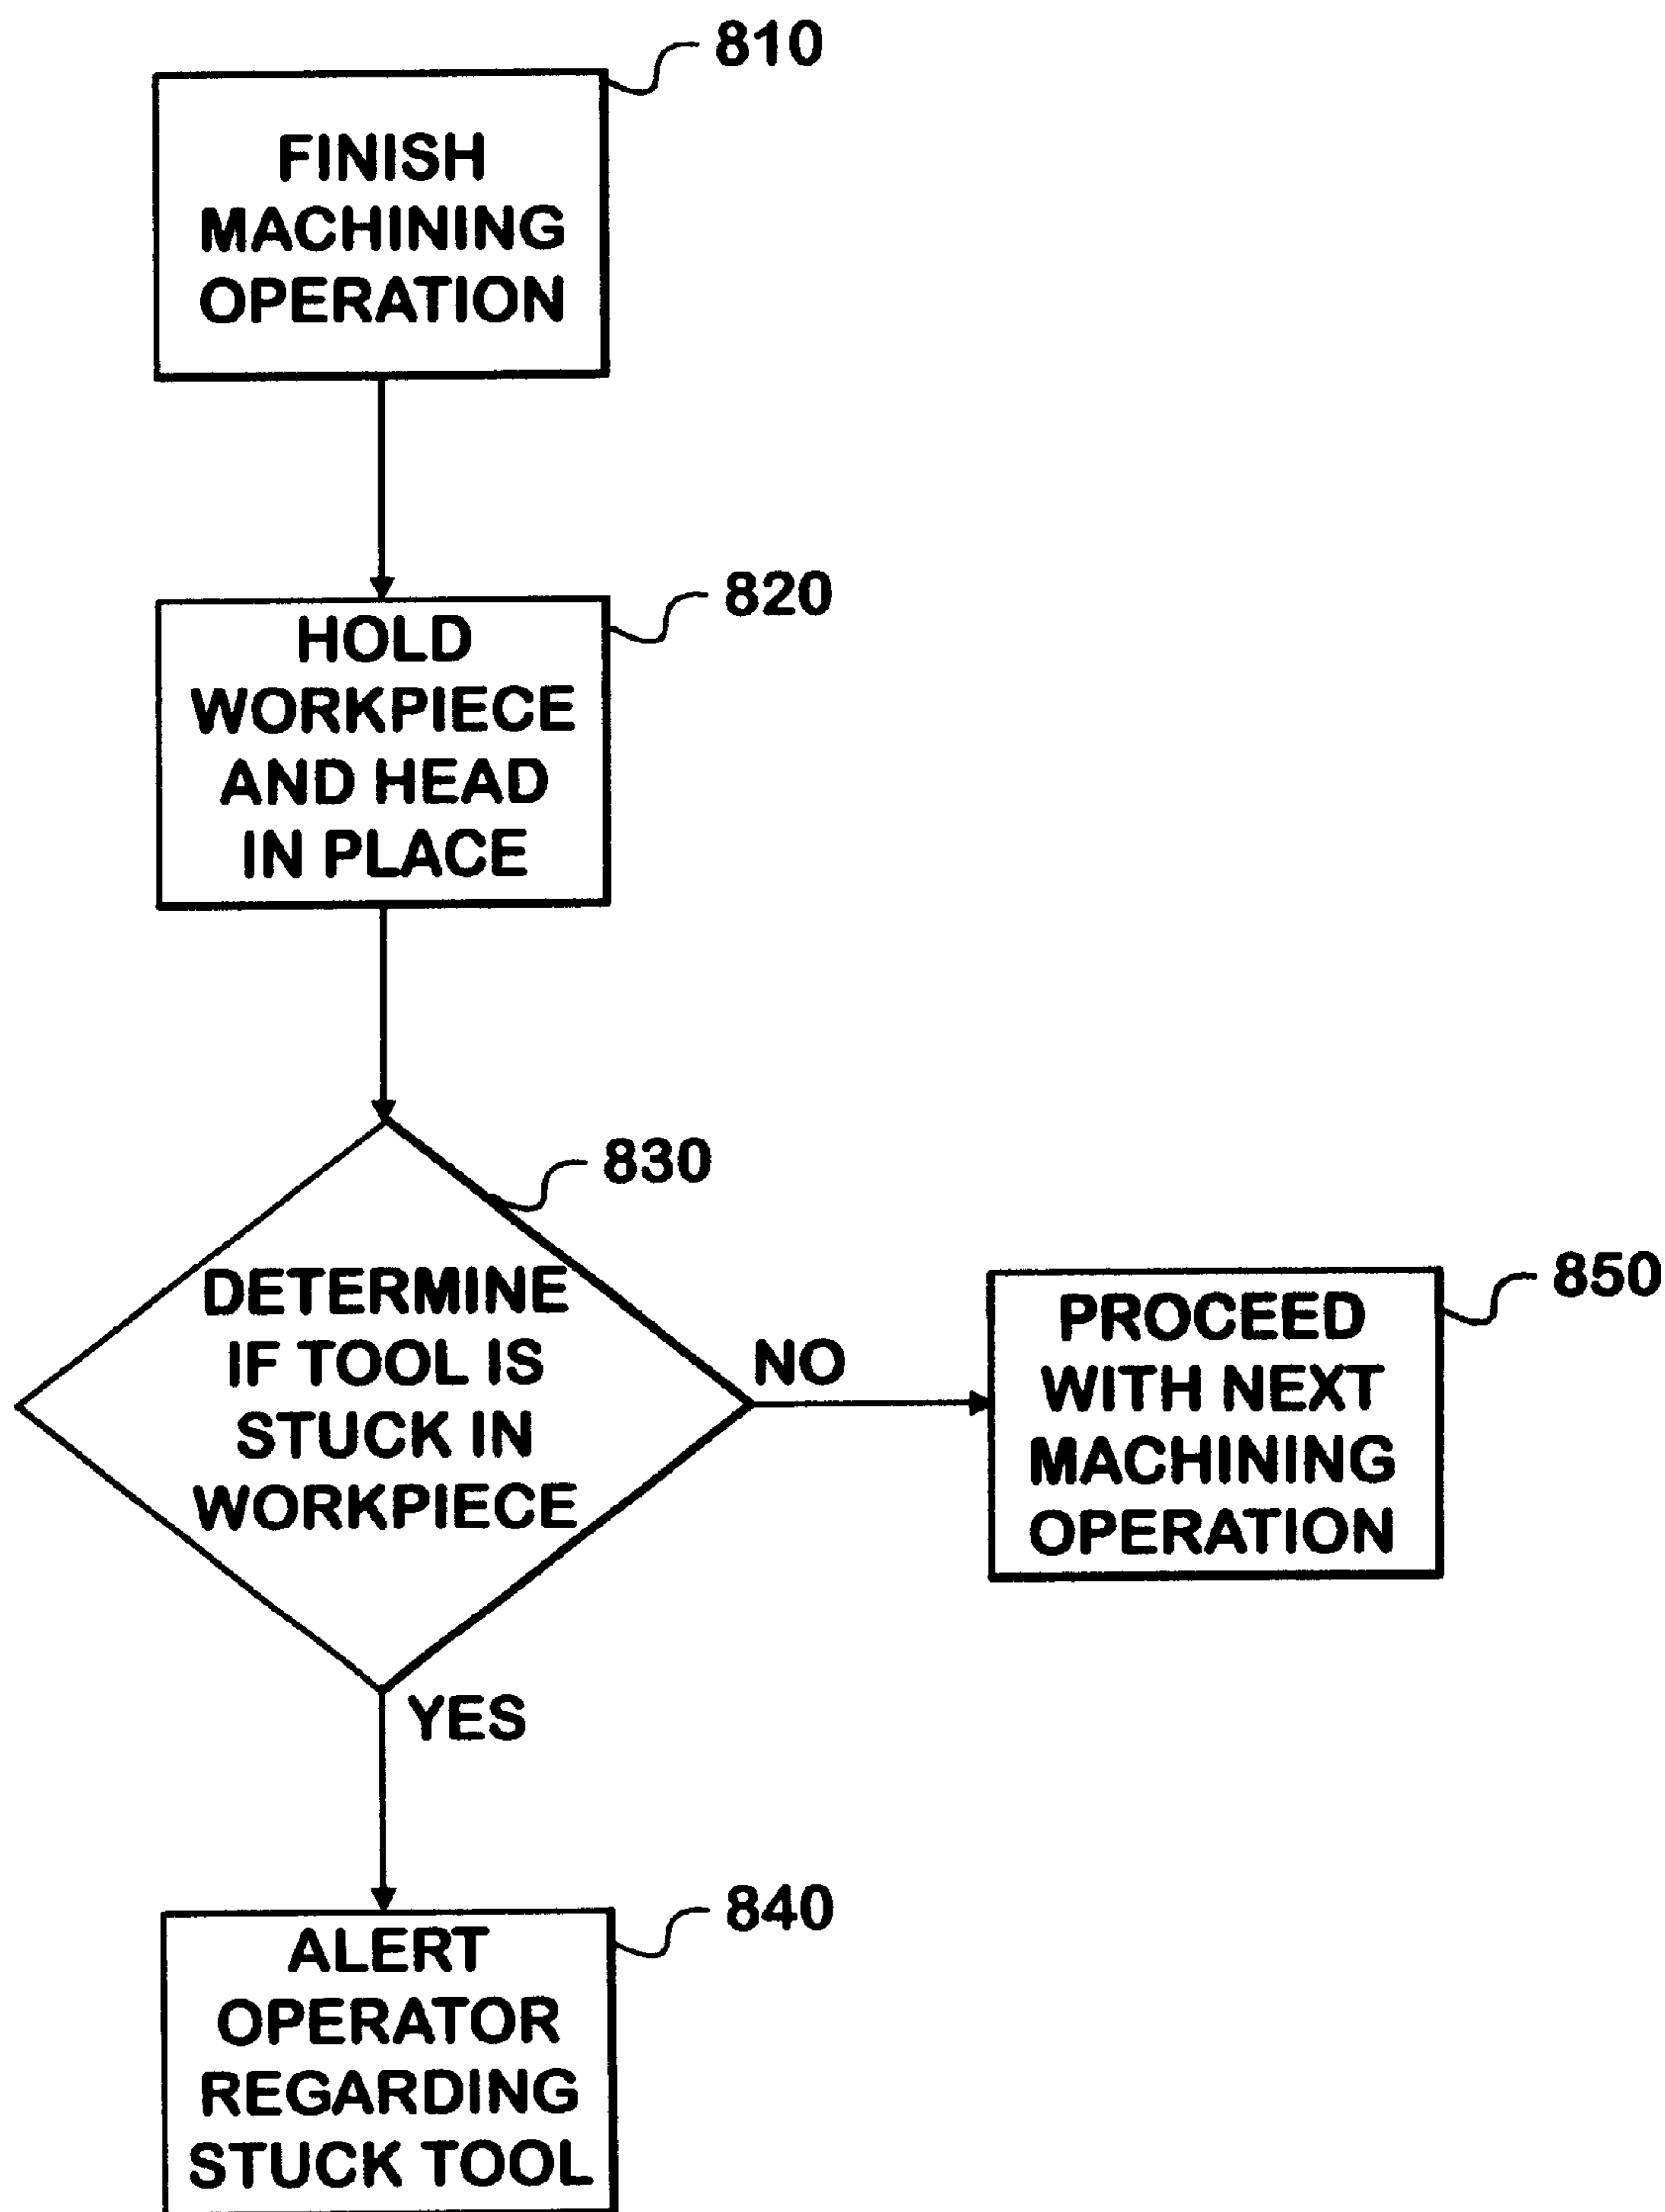 810
FINISH
MACHINING
OPERATION
820
HOLD
WORKPIECE
AND HEAD
IN PLACE
830
DETERMINE
IF TOOL IS
STUCK IN
WORKPIECE
NO
850
PROCEED
WITH NEXT
MACHINING
OPERATION
YES
840
ALERT
OPERATOR
REGARDING
STUCK TOOL